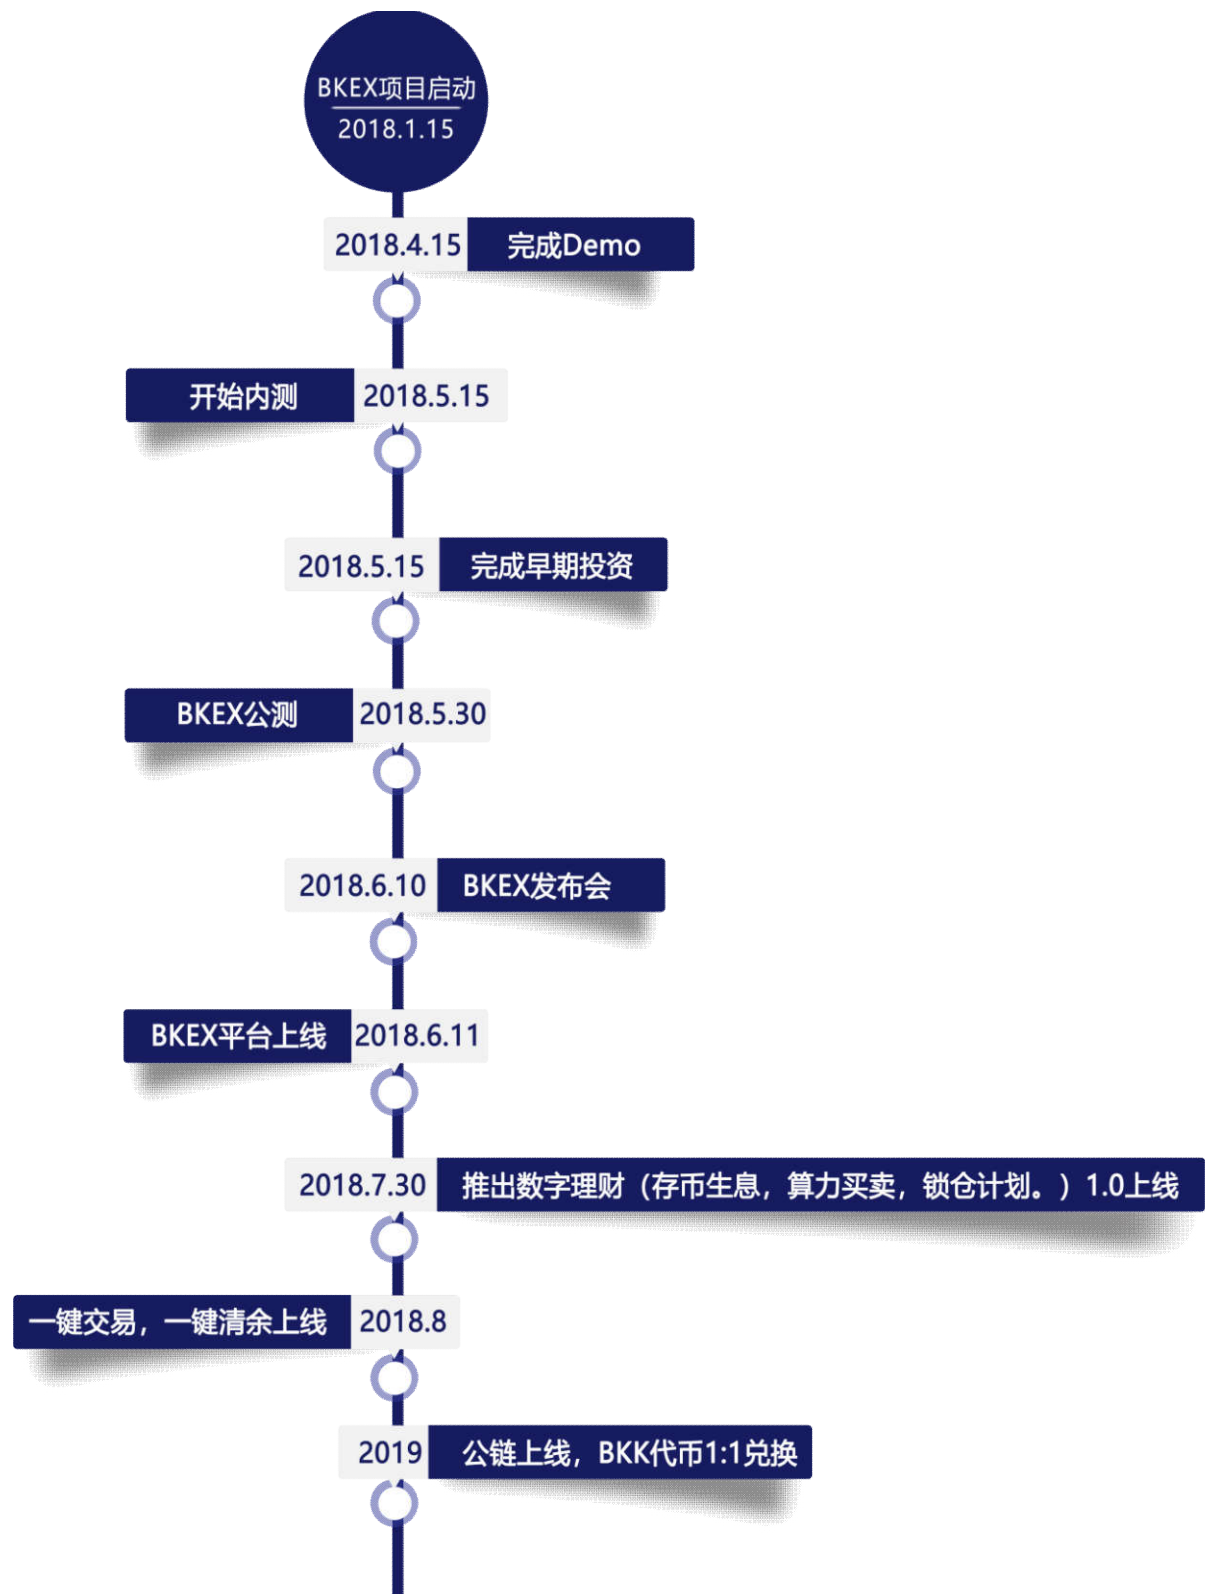 BKEX项目启动
2018.1.15
2018.4.15 完成Demo
开始内测 2018.5.15
2018.5.15 完成早期投资
BKEX公测 2018.5.30
2018.6.10 BKEX发布会
BKEX平台上线 2018.6.11
2018.7.30 推出数字理财（存币生息，算力买卖，锁仓计划。）1.0上线
一键交易，一键清余上线 2018.8
2019 公链上线，BKK代币1:1兑换